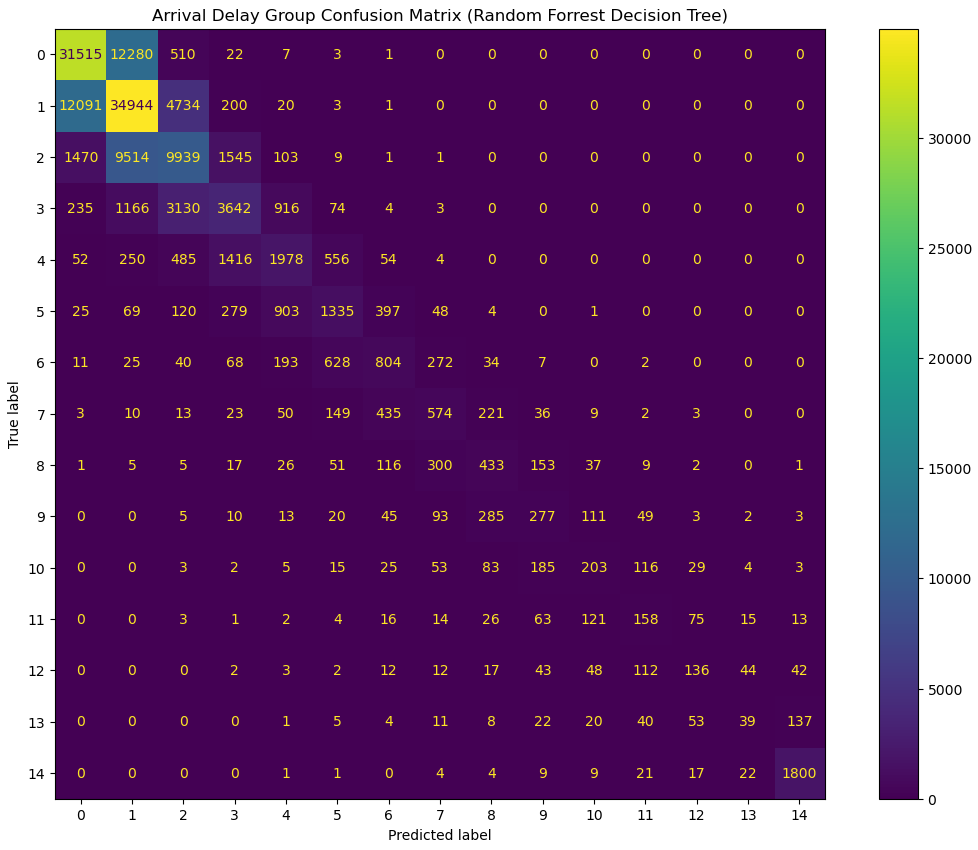 Arrival Delay Group Confusion Matrix (Random Forrest Decision Tree)
0 31515 12280 510 22 7 3 1 0 0 0 0 0 0 0 0
1 12091 34944 4734 200 20 3 1 0 0 0 0 0 0 0 0
2 1470 9514 9939 1545 103 9 1 1 0 0 0 0 0 0 0
3 235 1166 3130 3642 916 74 4 3 0 0 0 0 0 0 0
4 52 250 485 1416 1978 556 54 4 0 0 0 0 0 0 0
5 25 69 120 279 903 1335 397 48 4 0 1 0 0 0 0
6 11 25 40 68 193 628 804 272 34 7 0 2 0 0 0
7 3 10 13 23 50 149 435 574 221 36 9 2 3 0 0
8 1 5 5 17 26 51 116 300 433 153 37 9 2 0 1
9 0 0 5 10 13 20 45 93 285 277 111 49 3 2 3
10 0 0 3 2 5 15 25 53 83 185 203 116 29 4 3
11 0 0 3 1 2 4 16 14 26 63 121 158 75 15 13
12 0 0 0 2 3 2 12 12 17 43 48 112 136 44 42
13 0 0 0 0 1 5 4 11 8 22 20 40 53 39 137
14 0 0 0 0 1 1 0 4 4 9 9 21 17 22 1800
0 1 2 3 4 5 6 7 8 9 10 11 12 13 14
Predicted label
True label
30000
25000
20000
15000
10000
5000
0